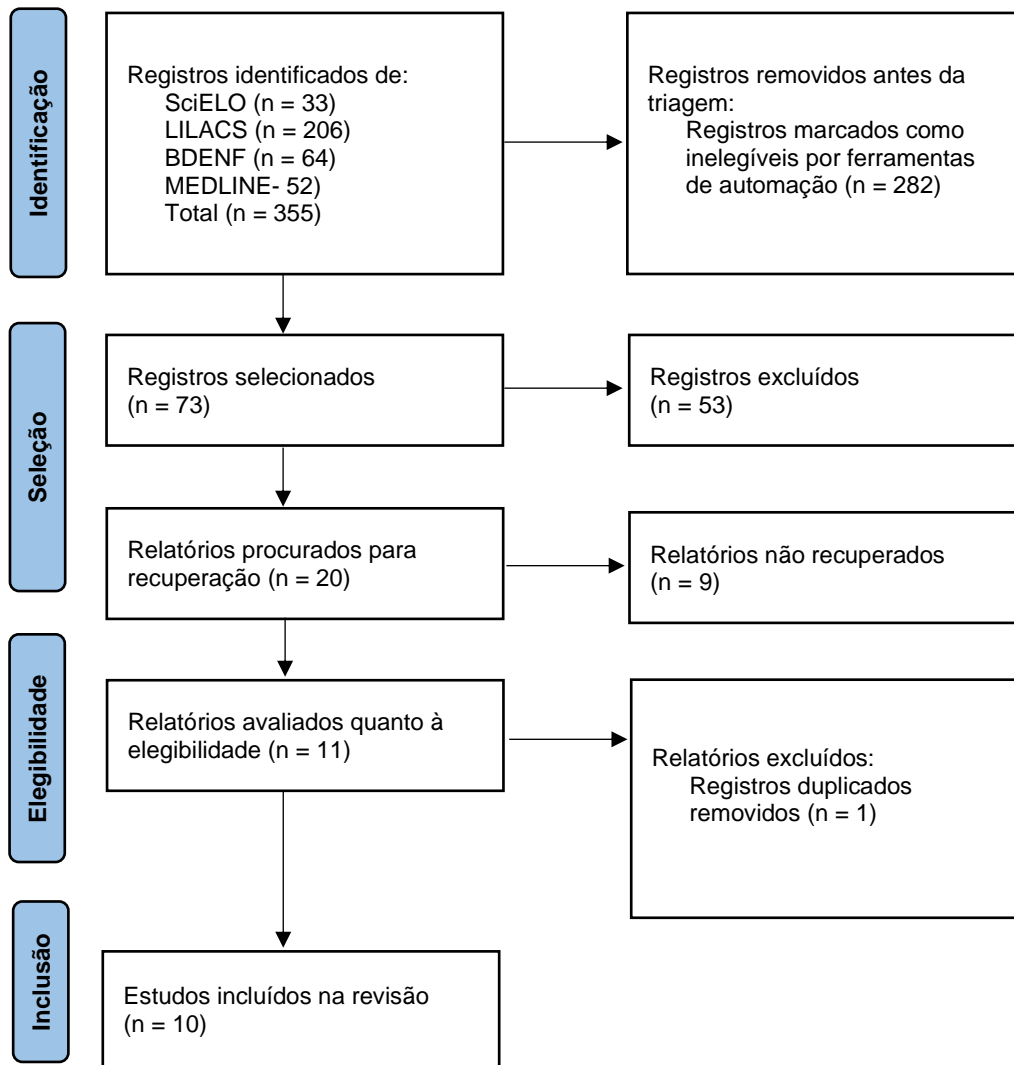 Identificação
Registros identificados de:
SciELO (n = 33)
LILACS (n = 206)
BDENF (n = 64)
MEDLINE- 52)
Total (n = 355)
Registros removidos antes da
triagem:
Registros marcados como
inelegíveis por ferramentas
de automação (n = 282)
Seleção
Registros selecionados
(n = 73)
Registros excluídos
(n = 53)
Relatórios procurados para
recuperação (n = 20)
Relatórios não recuperados
(n = 9)
Elegibilidade
Relatórios avaliados quanto à
elegibilidade (n = 11)
Relatórios excluídos:
Registros duplicados
removidos (n = 1)
Inclusão
Estudos incluídos na revisão
(n = 10)